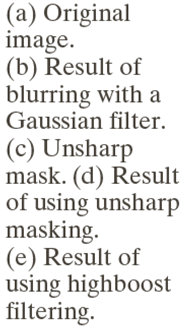 (a) Original
image.
(b) Result of
blurring with a
Gaussian filter.
(c) Unsharp
mask. (d) Result
of using unsharp
masking.
(e) Result of
using highboost
filtering.